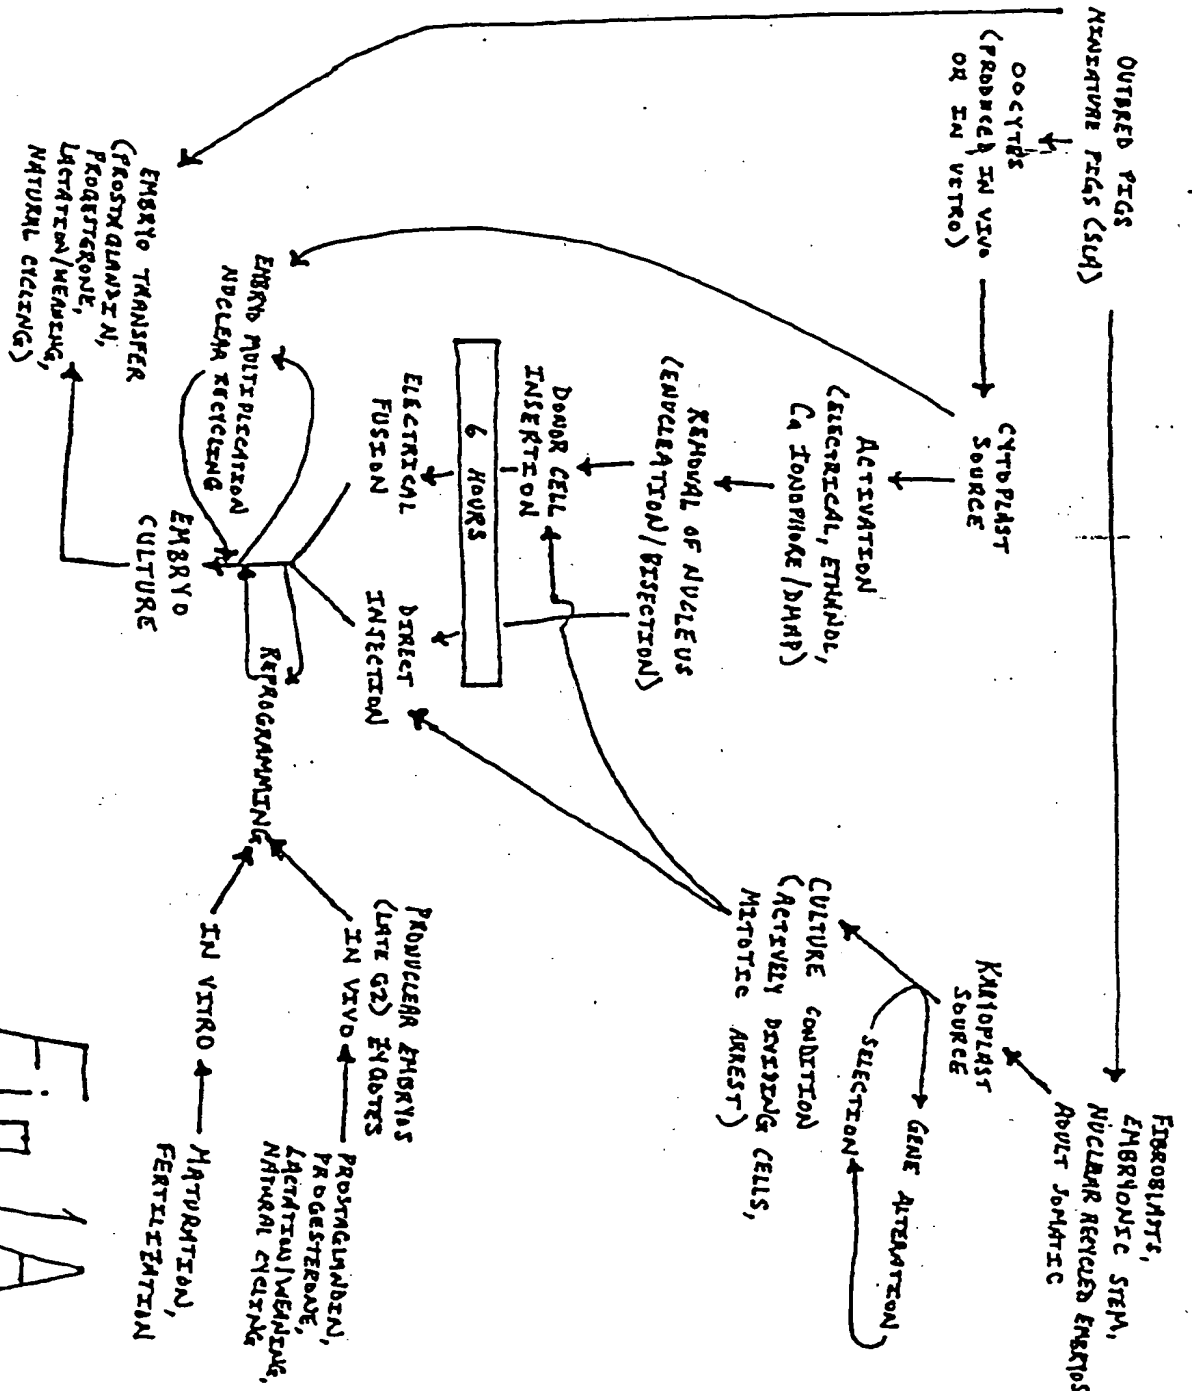 OUTBRED PIGS
MINIATURE PIGS (SLA)
OOCYTES
(PRODUCED IN VIVO
OR IN VITRO)
CYTOPLAST
SOURCE
ACTIVATION
(ELECTRICAL, ETHANOL,
Ca IONOPHORE/DMAP)
REMOVAL OF NUCLEUS
(ENUCLEATION/BISECTION)
DONOR CELL
INSERTION
6 HOURS
ELECTRICAL
FUSION
DIRECT
INJECTION
FIBROBLASTS,
EMBRYONIC STEM,
NUCLEAR RECYCLED EMBRYOS
ADULT SOMATIC
KARYOPLAST
SOURCE
GENE ALTERATION
SELECTION
CULTURE CONDITION
(ACTIVELY DIVIDING CELLS,
MITOTIC ARREST)
EMBRYO MULTIPLICATION
NUCLEAR RECYCLING
REPROGRAMMING
PRONUCLEAR EMBRYOS
(LATE G2) ZYGOTES
IN VIVO
PROSTAGLANDIN,
PROGESTERONE,
LACTATION/WEANING,
NATURAL CYCLING
IN VITRO
MATURATION,
FERTILIZATION
EMBRYO
CULTURE
EMBRYO TRANSFER
(PROSTAGLANDIN,
PROGESTERONE,
LACTATION/WEANING,
NATURAL CYCLING)
Fig 1A